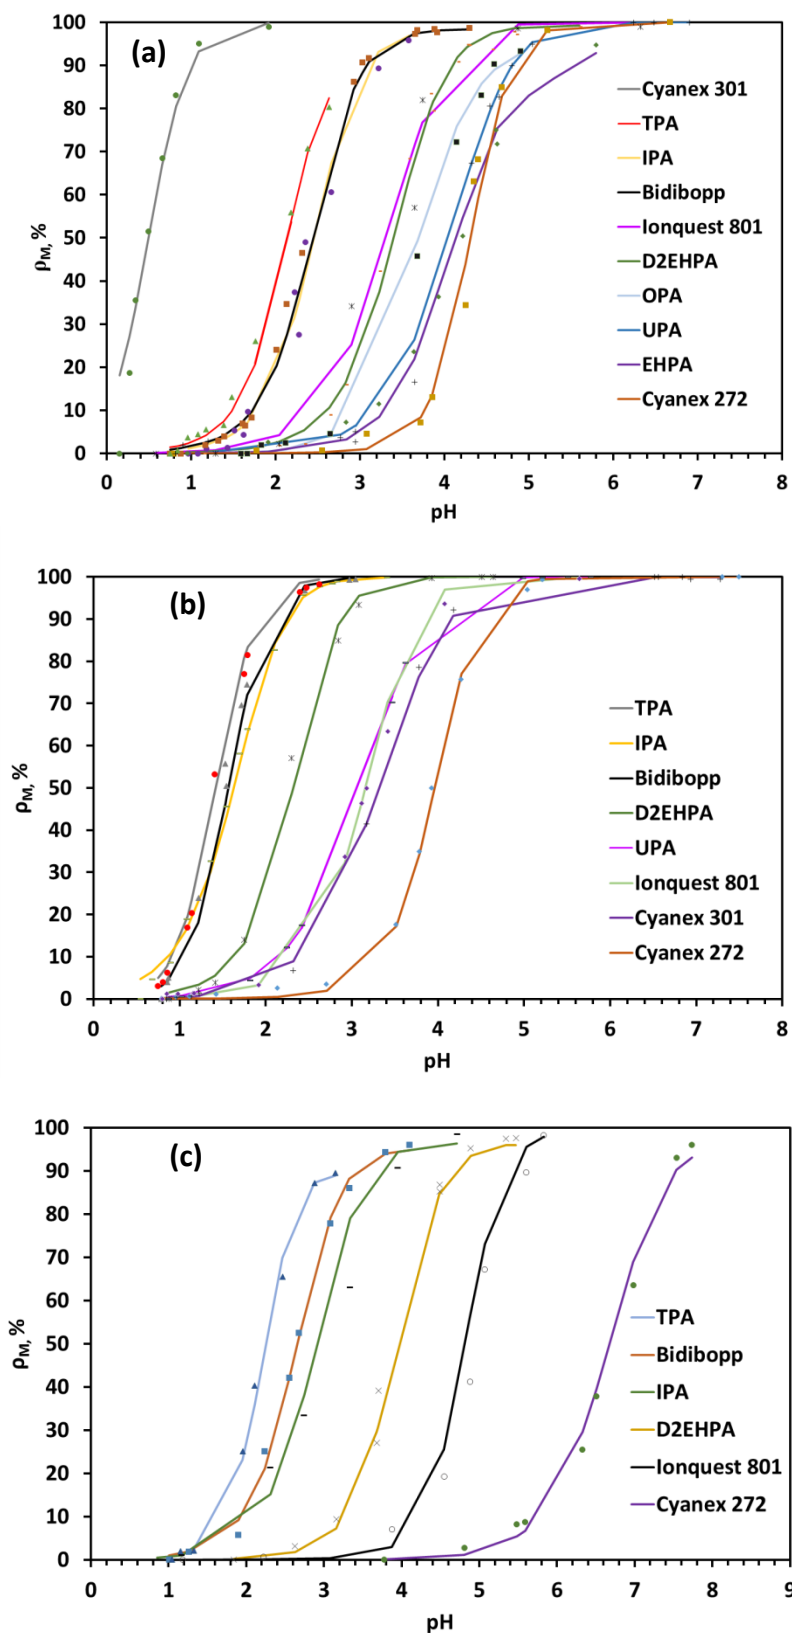 (a)
100
90
80
70
60
50
40
30
20
10
0
ρM, %
Cyanex 301
TPA
IPA
Bidibopp
Ionquest 801
D2EHPA
OPA
UPA
EHPA
Cyanex 272
0 1 2 3 4 5 6 7 8
pH
(b)
100
90
80
70
60
50
40
30
20
10
0
ρM, %
TPA
IPA
Bidibopp
D2EHPA
UPA
Ionquest 801
Cyanex 301
Cyanex 272
0 1 2 3 4 5 6 7 8
pH
(c)
100
90
80
70
60
50
40
30
20
10
0
ρM, %
TPA
Bidibopp
IPA
D2EHPA
Ionquest 801
Cyanex 272
0 1 2 3 4 5 6 7 8 9
pH